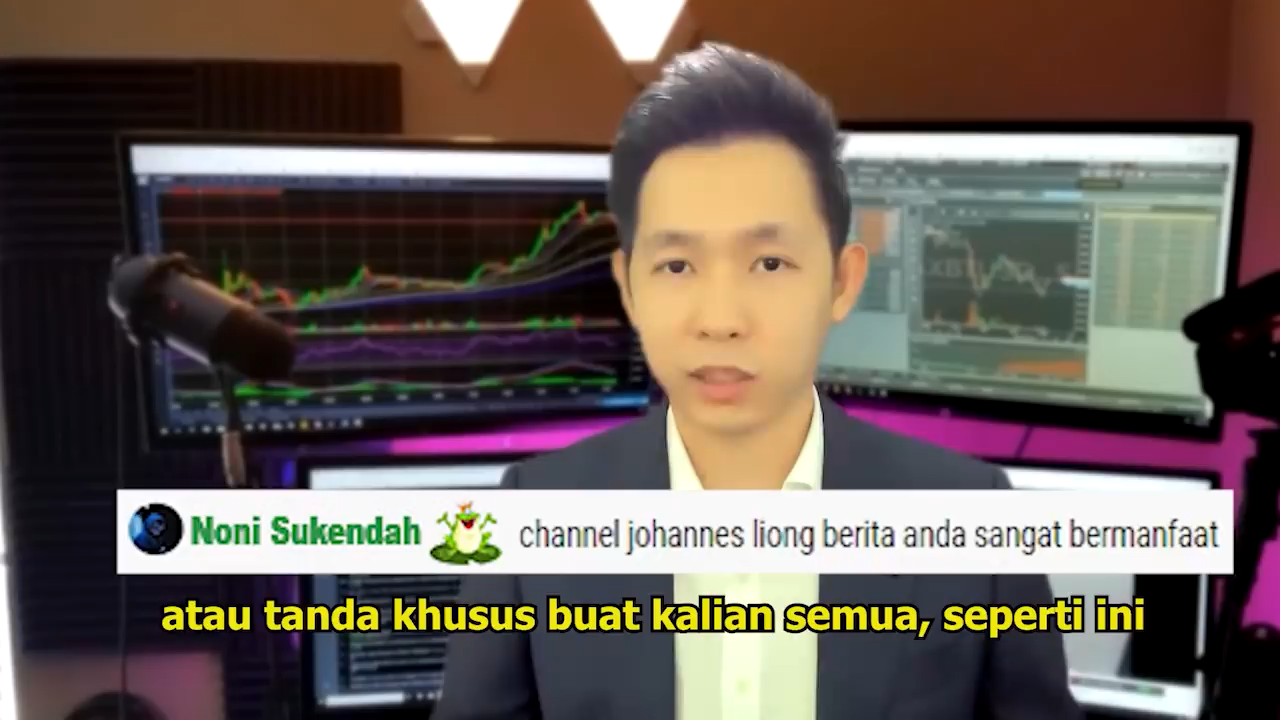 Noni Sukendah channel johannes liong berita anda sangat bermanfaat
atau tanda khusus buat kalian semua, seperti ini